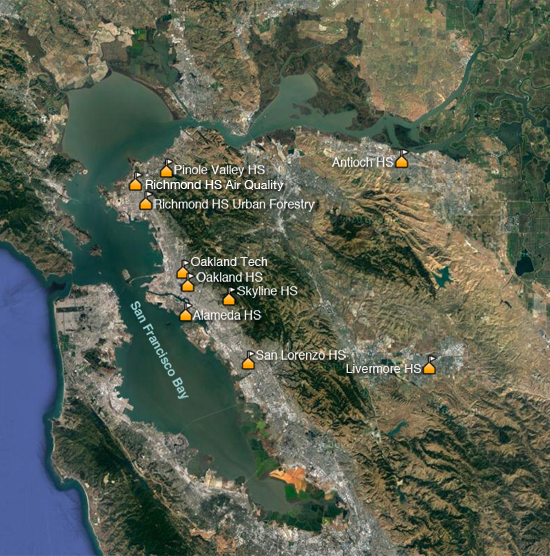 Antioch HS
Pinole Valley HS
Richmond HS Air Quality
Richmond HS Urban Forestry
Oakland Tech
Oakland HS
Skyline HS
Alameda HS
San Francisco Bay
San Lorenzo HS
Livermore HS